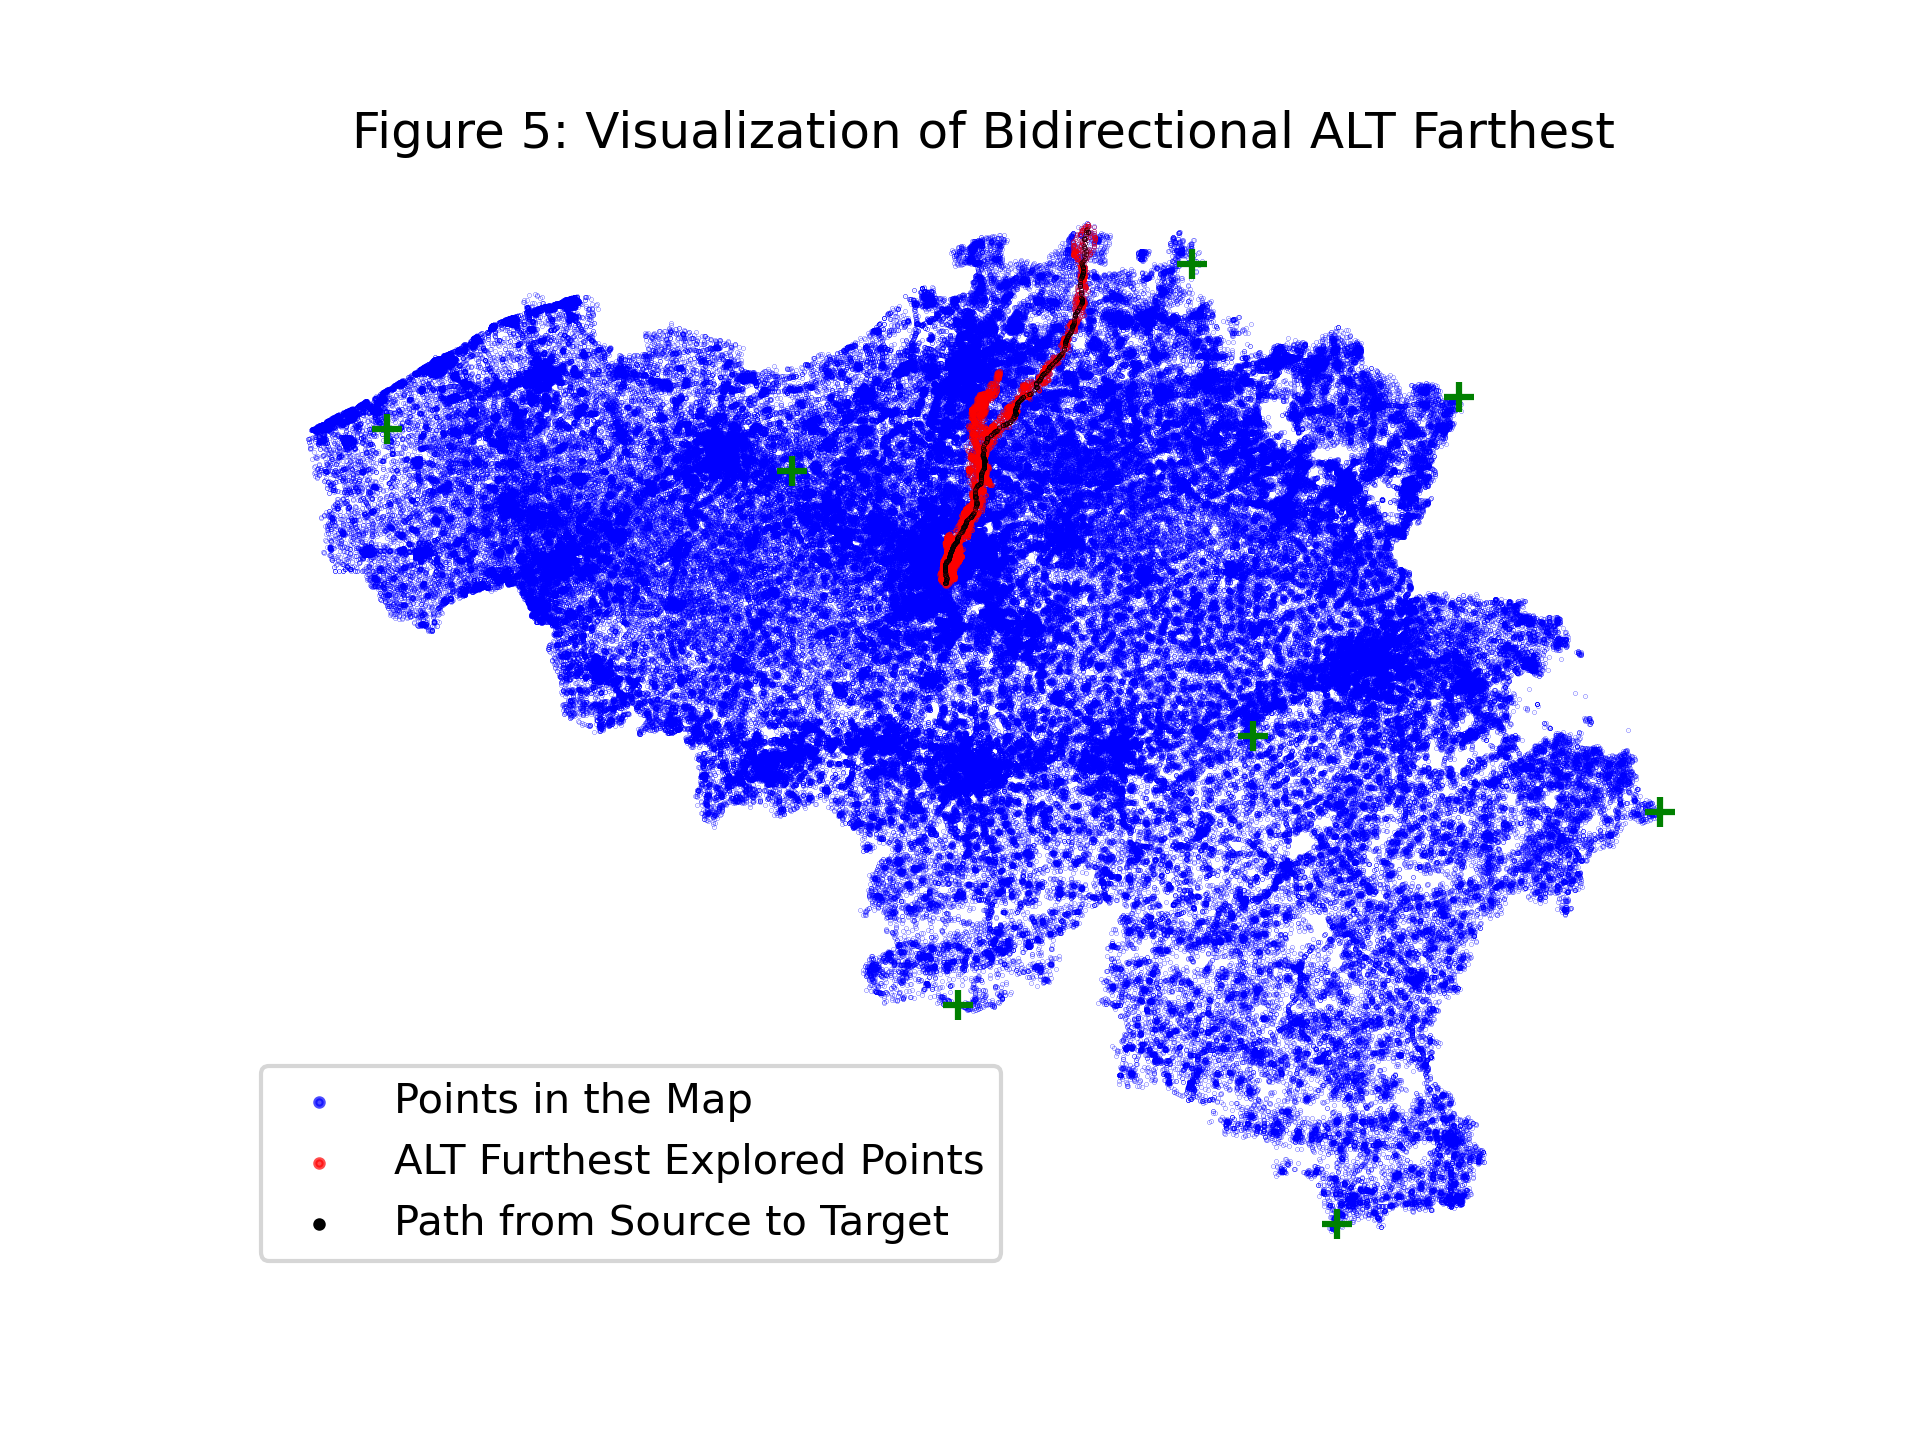 Figure 5: Visualization of Bidirectional ALT Farthest
Points in the Map
ALT Furthest Explored Points
Path from Source to Target